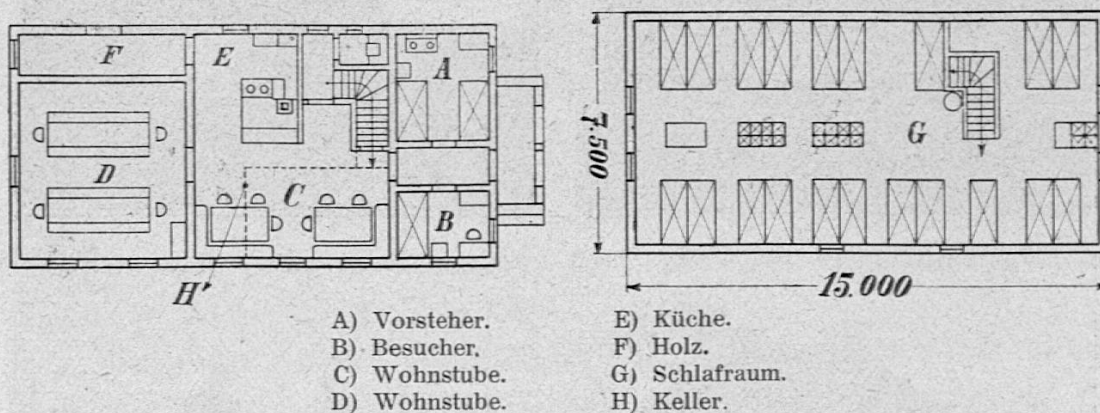 F E A
D C B
H
G
7.500
15.000
A) Vorsteher.
B) Besucher.
C) Wohnstube.
D) Wohnstube.
E) Küche.
F) Holz.
G) Schlafraum.
H) Keller.